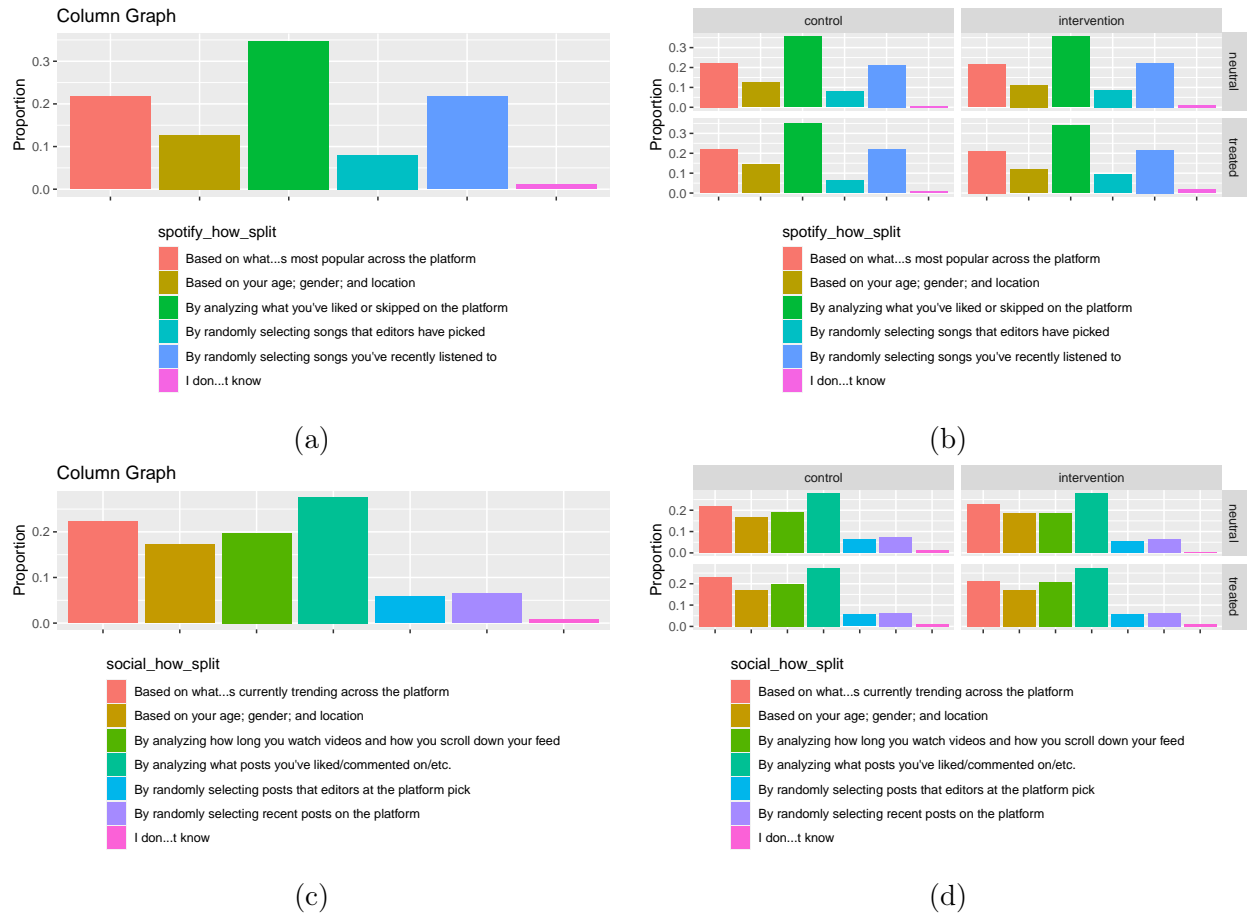 Column Graph
Proportion
0.3
0.2
0.1
0.0
spotify_how_split
Based on what...s most popular across the platform
Based on your age; gender; and location
By analyzing what you've liked or skipped on the platform
By randomly selecting songs that editors have picked
By randomly selecting songs you've recently listened to
I don...t know
(a)
control
intervention
Proportion
0.3
0.2
0.1
0.0
neutral
0.3
0.2
0.1
0.0
treated
spotify_how_split
Based on what...s most popular across the platform
Based on your age; gender; and location
By analyzing what you've liked or skipped on the platform
By randomly selecting songs that editors have picked
By randomly selecting songs you've recently listened to
I don...t know
(b)
Column Graph
Proportion
0.2
0.1
0.0
social_how_split
Based on what...s currently trending across the platform
Based on your age; gender; and location
By analyzing how long you watch videos and how you scroll down your feed
By analyzing what posts you've liked/commented on/etc.
By randomly selecting posts that editors at the platform pick
By randomly selecting recent posts on the platform
I don...t know
(c)
control
intervention
Proportion
0.2
0.1
0.0
neutral
0.2
0.1
0.0
treated
social_how_split
Based on what...s currently trending across the platform
Based on your age; gender; and location
By analyzing how long you watch videos and how you scroll down your feed
By analyzing what posts you've liked/commented on/etc.
By randomly selecting posts that editors at the platform pick
By randomly selecting recent posts on the platform
I don...t know
(d)